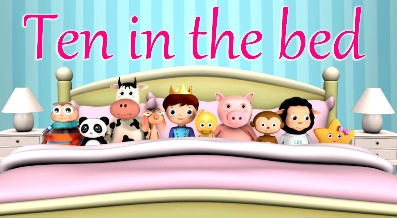 Ten in the bed